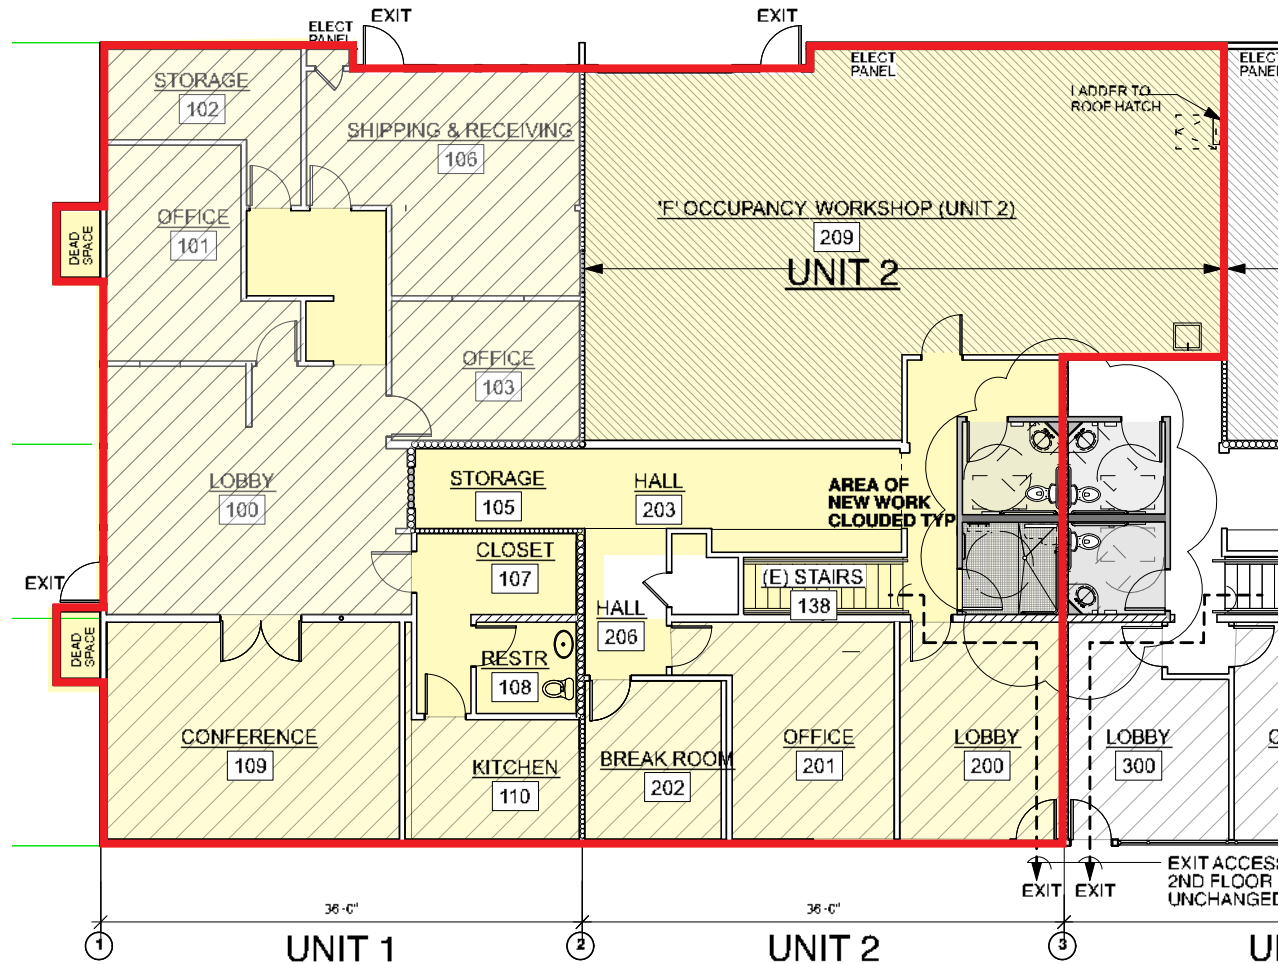 EXIT
EXIT
ELECT
PANEL
ELECT
PANEL
ELECT
PANEL
STORAGE
102
LADDER TO
ROOF HATCH
SHIPPING & RECEIVING
106
OFFICE
101
'F' OCCUPANCY WORKSHOP (UNIT 2)
209
DEAD
SPACE
UNIT 2
OFFICE
103
LOBBY
100
STORAGE
105
HALL
203
AREA OF
NEW WORK
CLOUDED TYP
CLOSET
107
EXIT
(E) STAIRS
138
HALL
206
DEAD
SPACE
RESTR
108
CONFERENCE
109
KITCHEN
110
BREAK ROOM
202
OFFICE
201
LOBBY
200
LOBBY
300
EXIT
EXIT
EXIT ACCESS
2ND FLOOR
UNCHANGED
36'-0"
36'-0"
1
UNIT 1
2
UNIT 2
3